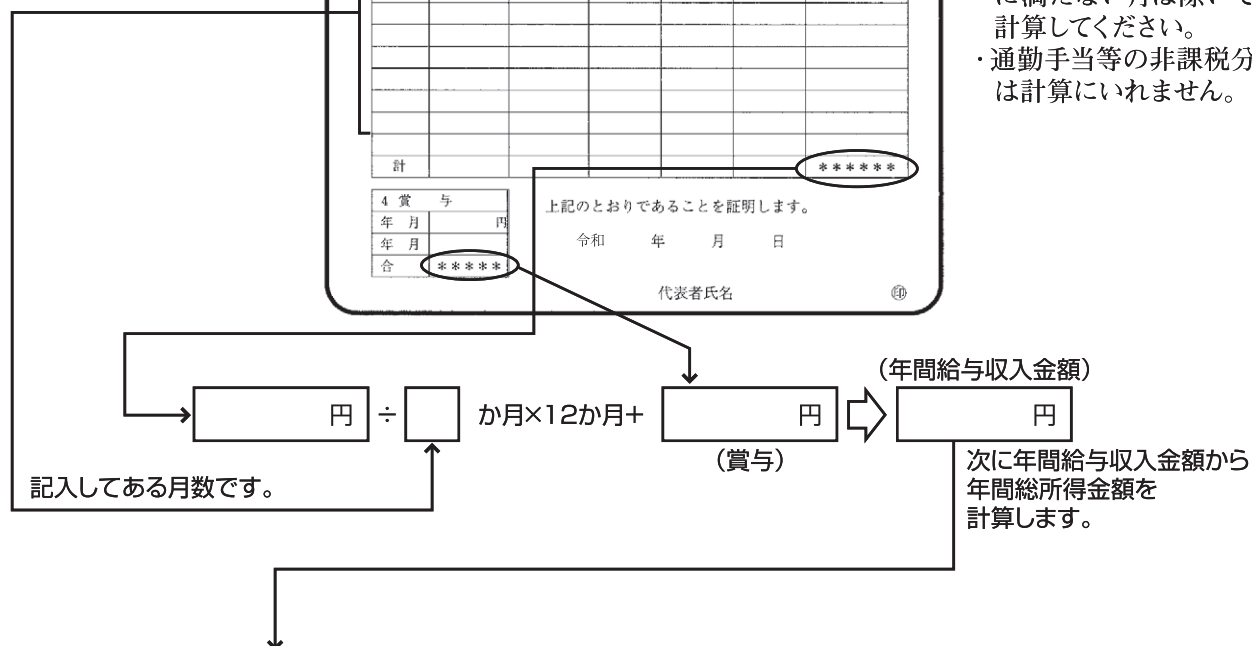 に満たない月は除いて
計算してください。
・通勤手当等の非課税分
は計算にいれません。
計 ******
4 賞 与
年 月 円
年 月
合 *****
上記のとおりであることを証明します。
令和 年 月 日
代表者氏名 ㊞
円 ÷ か月×12か月+ 円
(賞与)
(年間給与収入金額)
円
記入してある月数です。
次に年間給与収入金額から
年間総所得金額を
計算します。